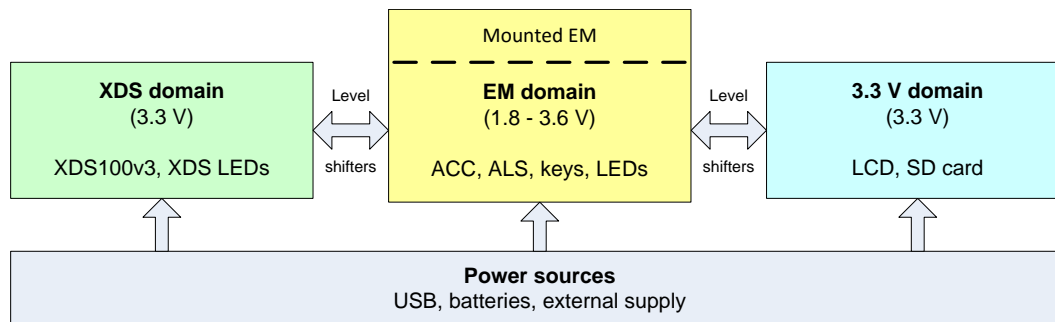 Mounted EM
XDS domain
(3.3 V)
XDS100v3, XDS LEDs
Level
shifters
EM domain
(1.8 - 3.6 V)
ACC, ALS, keys, LEDs
Level
shifters
3.3 V domain
(3.3 V)
LCD, SD card
Power sources
USB, batteries, external supply